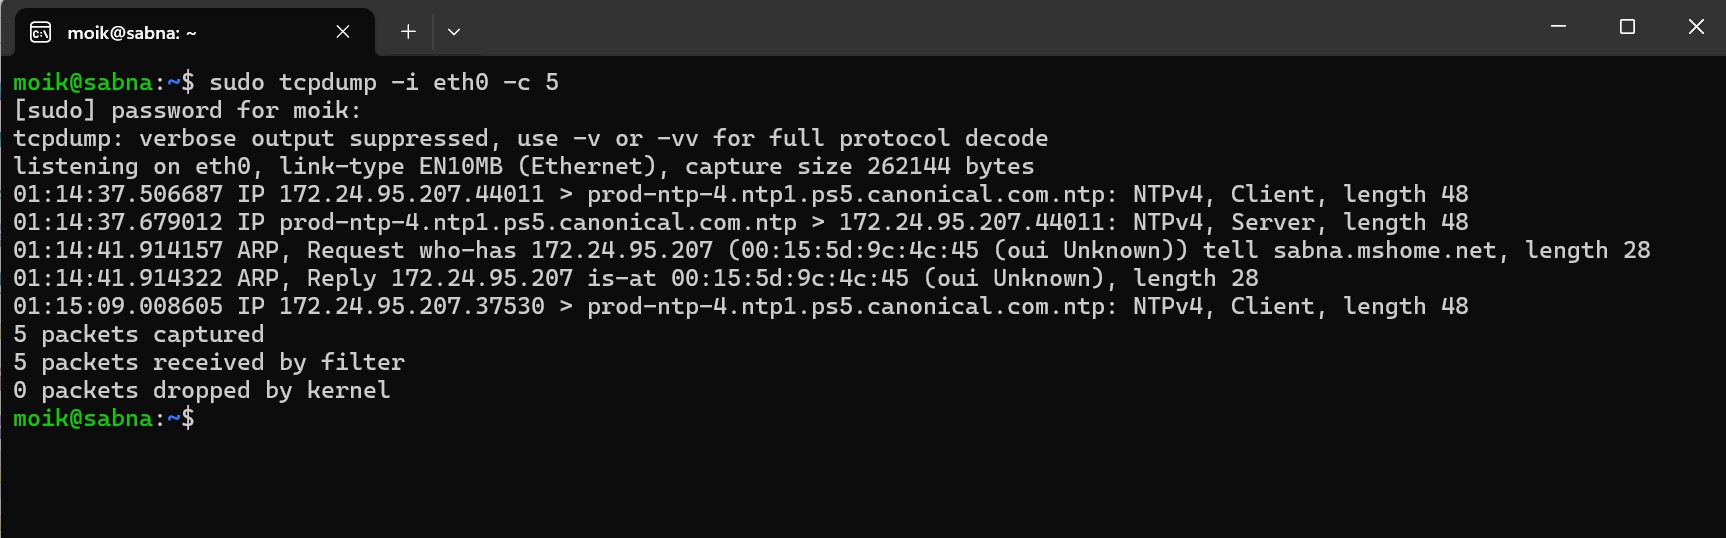 moik@sabna: ~
moik@sabna:~$ sudo tcpdump -i eth0 -c 5
[sudo] password for moik:
tcpdump: verbose output suppressed, use -v or -vv for full protocol decode
listening on eth0, link-type EN10MB (Ethernet), capture size 262144 bytes
01:14:37.506687 IP 172.24.95.207.44011 > prod-ntp-4.ntp1.ps5.canonical.com.ntp: NTPv4, Client, length 48
01:14:37.679012 IP prod-ntp-4.ntp1.ps5.canonical.com.ntp > 172.24.95.207.44011: NTPv4, Server, length 48
01:14:41.914157 ARP, Request who-has 172.24.95.207 (00:15:5d:9c:4c:45 (oui Unknown)) tell sabna.mshome.net, length 28
01:14:41.914322 ARP, Reply 172.24.95.207 is-at 00:15:5d:9c:4c:45 (oui Unknown), length 28
01:15:09.008605 IP 172.24.95.207.37530 > prod-ntp-4.ntp1.ps5.canonical.com.ntp: NTPv4, Client, length 48
5 packets captured
5 packets received by filter
0 packets dropped by kernel
moik@sabna:~$